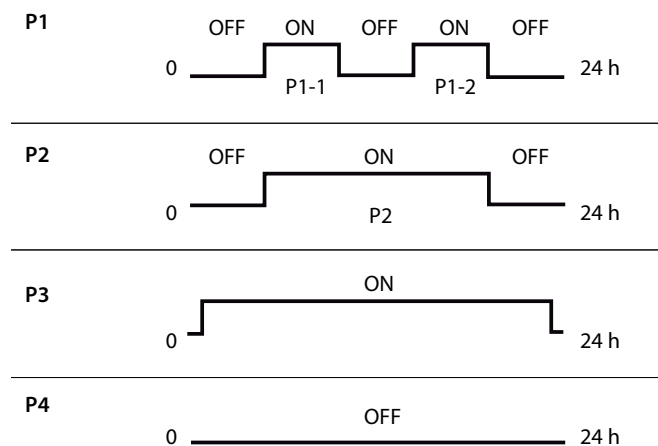 P1 OFF ON OFF ON OFF
0 24 h
P1-1 P1-2
P2 OFF ON OFF
0 P2 24 h
P3 ON
0 24 h
P4 OFF
0 24 h